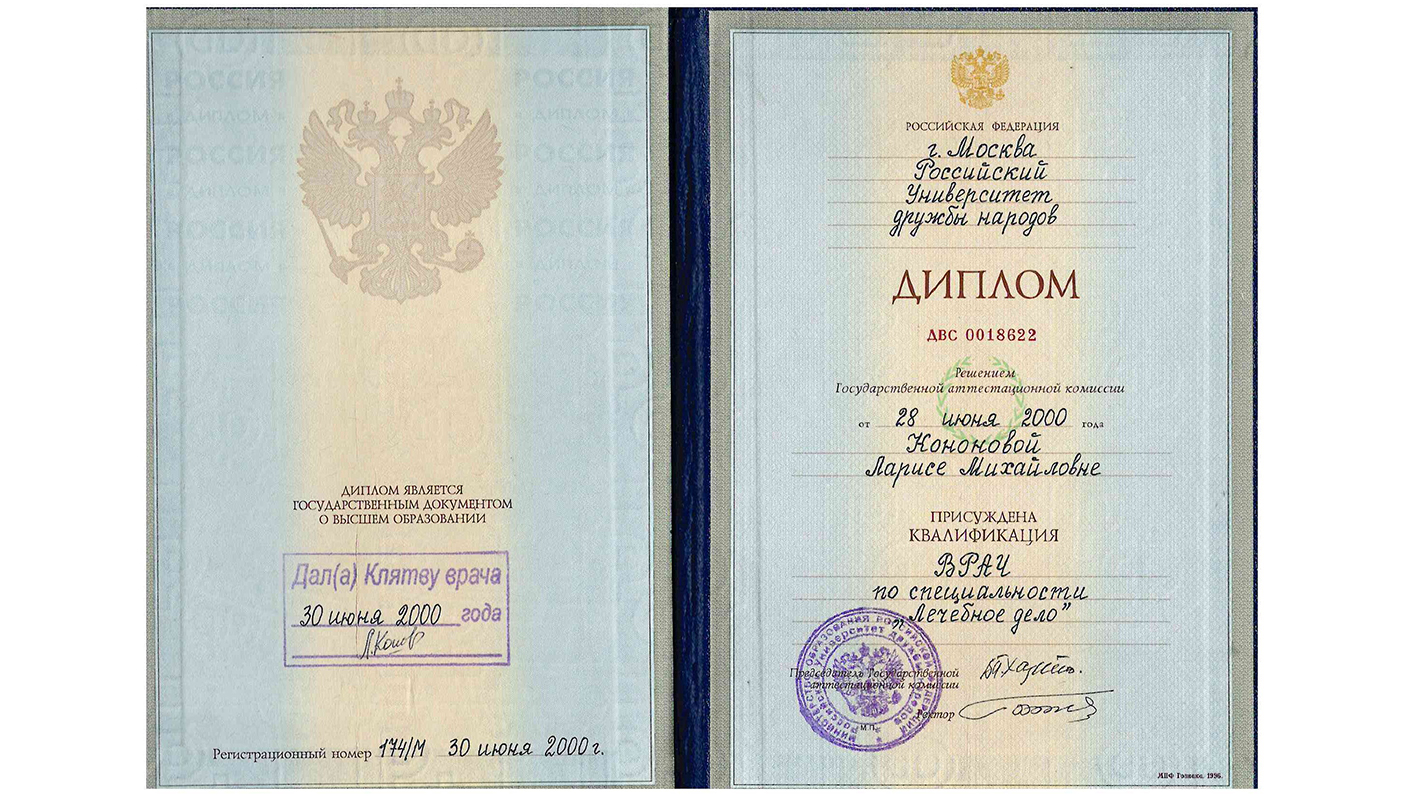 ДИПЛОМ ЯВЛЯЕТСЯ
ГОСУДАРСТВЕННЫМ ДОКУМЕНТОМ
О ВЫСШЕМ ОБРАЗОВАНИИ
Дал(а) Клятву врача
30 июня 2000 года
Регистрационный номер 174/М 30 июня 2000 г.
РОССИЙСКАЯ ФЕДЕРАЦИЯ
г. Москва
Российский
Университет
дружбы народов
ДИПЛОМ
ДВС 0018622
Решением
Государственной аттестационной комиссии
от 28 июня 2000 года
Кононовой
Ларисе Михайловне
ПРИСУЖДЕНА
КВАЛИФИКАЦИЯ
ВРАЧ
по специальности
"Лечебное дело"
Председатель Государственной
аттестационной комиссии
Ректор
М.П.
МПФ Гознака. 1996.